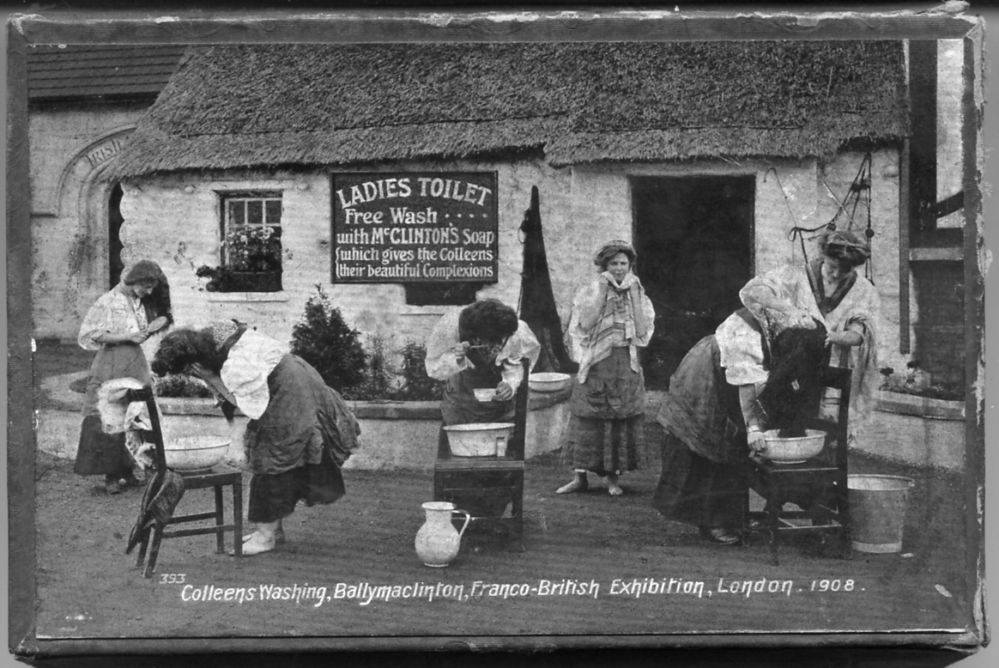 IRISH
LADIES TOILET
Free Wash . . . .
with McCLINTON'S Soap
which gives the Colleens
their beautiful Complexions
393
Colleens Washing, Ballymaclinton, Franco-British Exhibition, London. 1908.